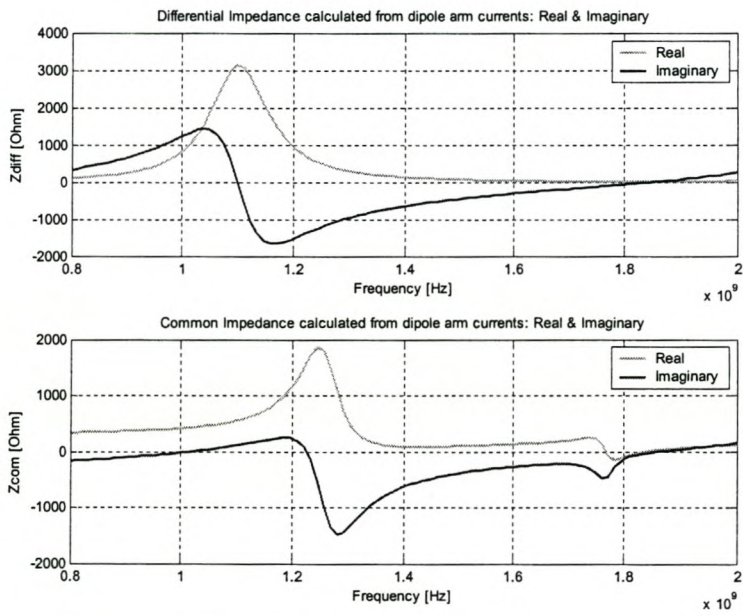 Differential Impedance calculated from dipole arm currents: Real & Imaginary
4000
3000
2000
1000
0
-1000
-2000
Zdiff [Ohm]
Real
Imaginary
0.8 1 1.2 1.4 1.6 1.8 2
Frequency [Hz]
x 10^9
Common Impedance calculated from dipole arm currents: Real & Imaginary
2000
1000
0
-1000
-2000
Zcom [Ohm]
Real
Imaginary
0.8 1 1.2 1.4 1.6 1.8 2
Frequency [Hz]
x 10^9